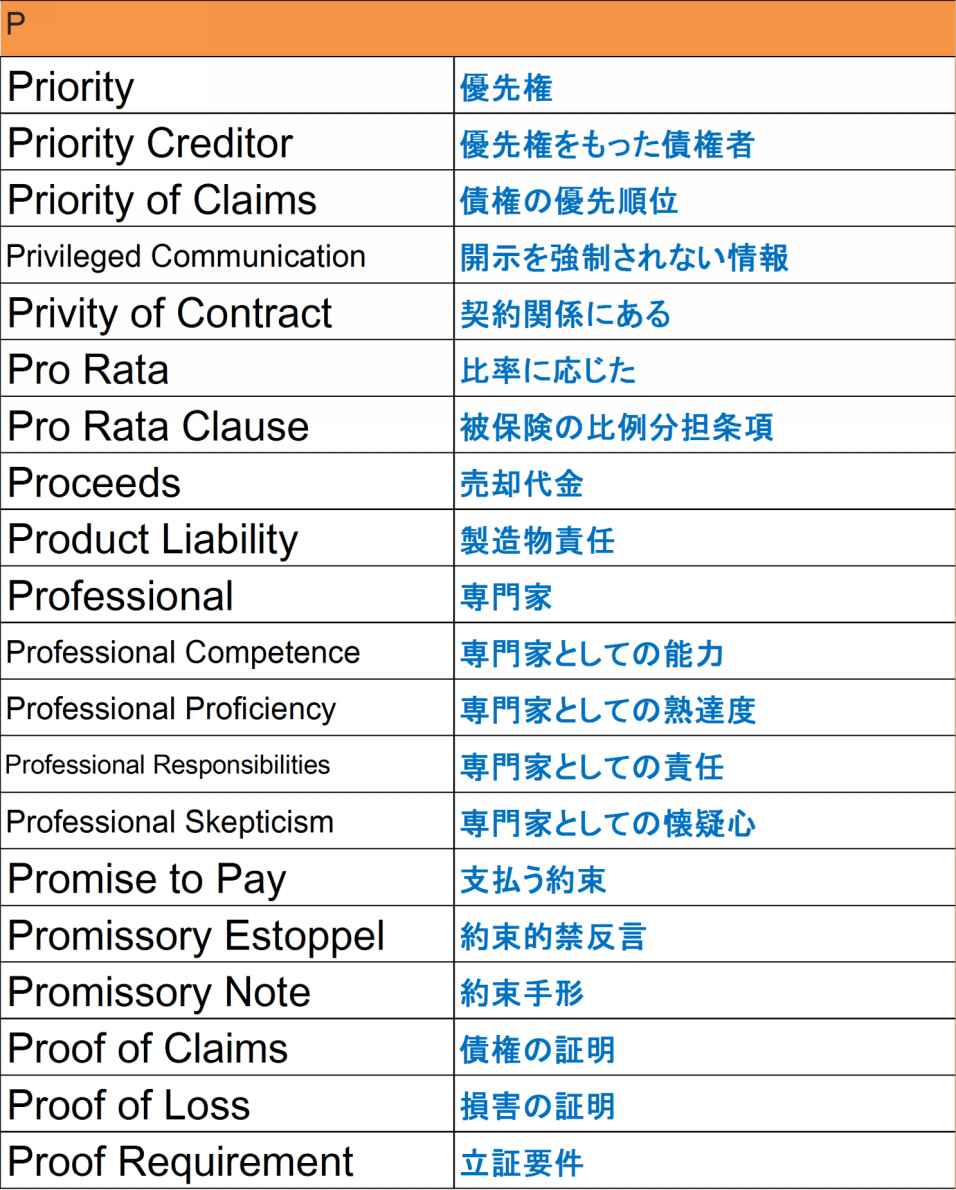 P
Priority 優先権
Priority Creditor 優先権をもった債権者
Priority of Claims 債権の優先順位
Privileged Communication 開示を強制されない情報
Privity of Contract 契約関係にある
Pro Rata 比率に応じた
Pro Rata Clause 被保険の比例分担条項
Proceeds 売却代金
Product Liability 製造物責任
Professional 専門家
Professional Competence 専門家としての能力
Professional Proficiency 専門家としての熟達度
Professional Responsibilities 専門家としての責任
Professional Skepticism 専門家としての懐疑心
Promise to Pay 支払う約束
Promissory Estoppel 約束的禁反言
Promissory Note 約束手形
Proof of Claims 債権の証明
Proof of Loss 損害の証明
Proof Requirement 立証要件